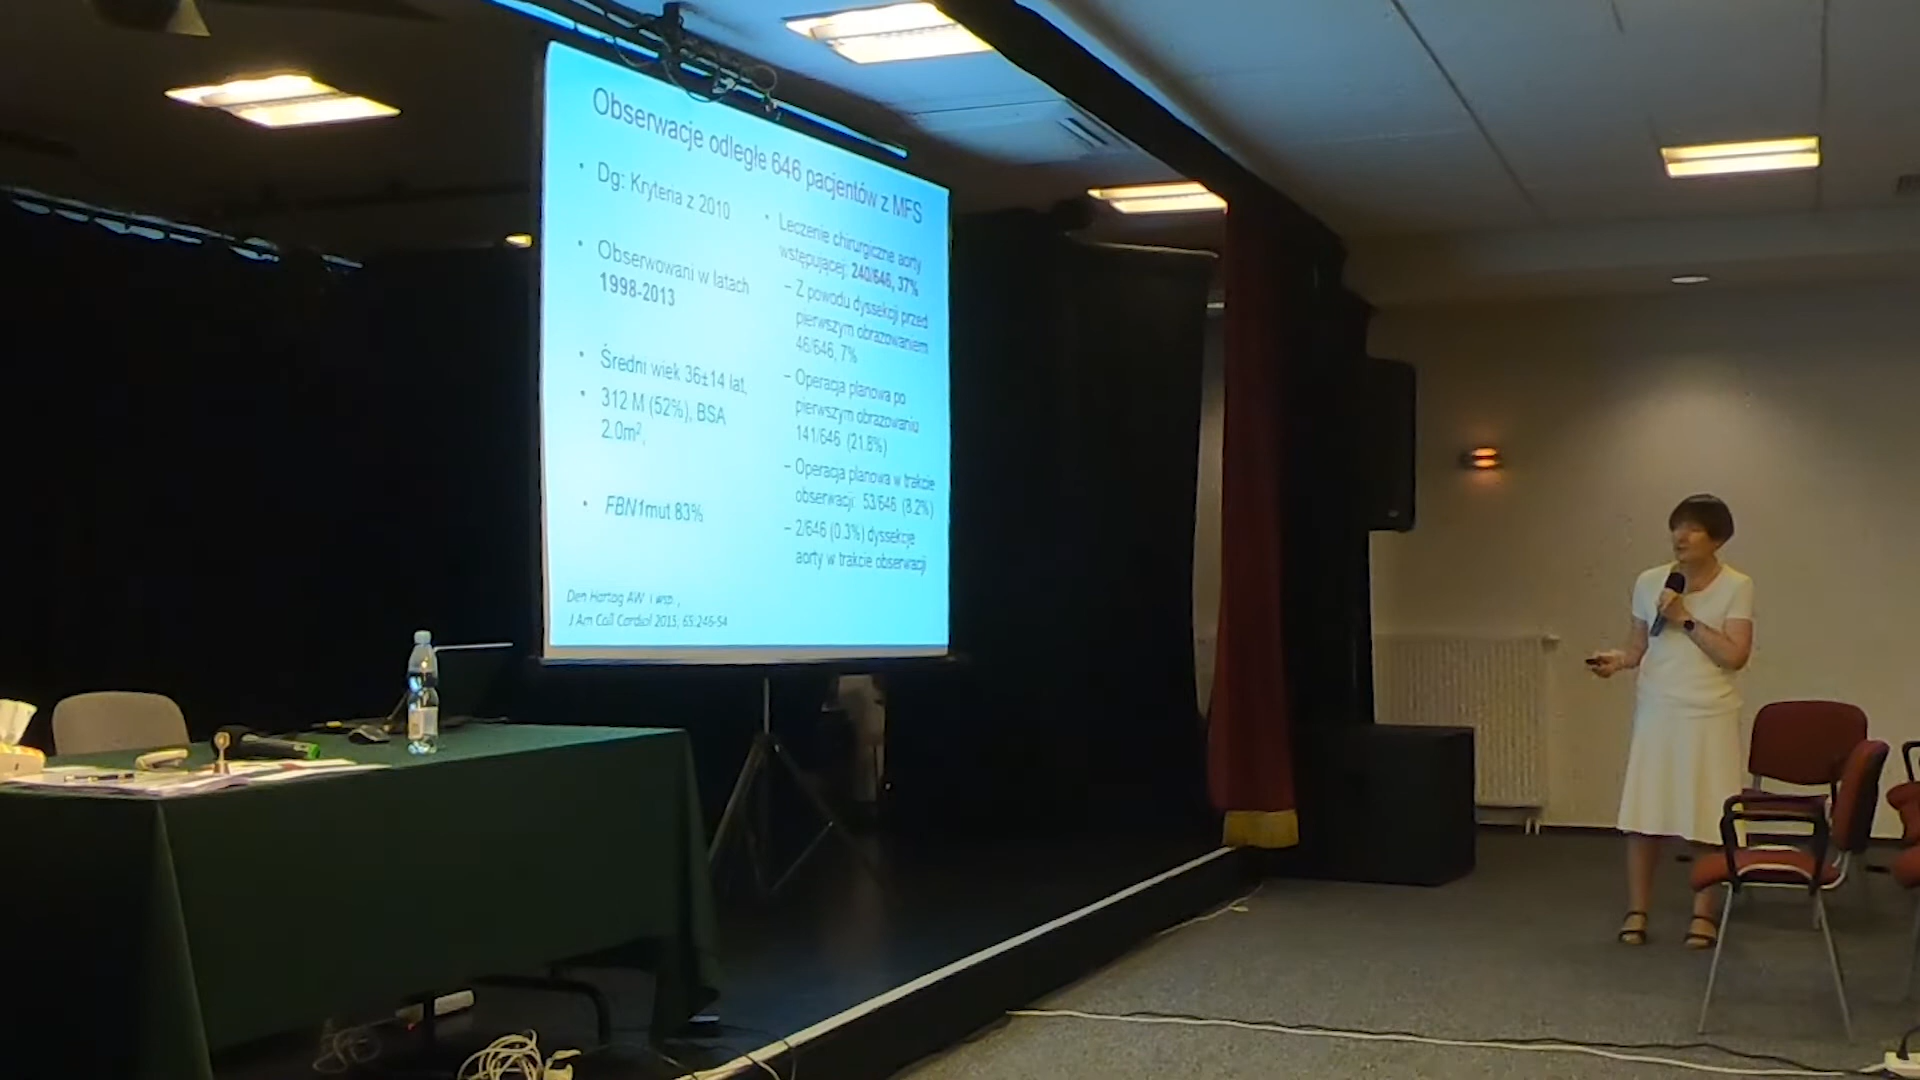 Obserwacje odległe 646 pacjentów z MFS
• Dg: Kryteria z 2010
• Obserwowani w latach
1998-2013
• Średni wiek 36±14 lat,
• 312 M (52%), BSA
2.0m²,
• FBN1mut 83%
• Leczenie chirurgiczne aorty
wstępującej: 240/646, 37%
– Z powodu dyssekcji przed
pierwszym obrazowaniem
46/646, 7%
– Operacja planowa po
pierwszym obrazowaniu
141/646 (21.8%)
– Operacja planowa w trakcie
obserwacji: 53/646 (8.2%)
– 2/646 (0.3%) dyssekcje
aorty w trakcie obserwacji
Den Hartog AW i wsp.,
J Am Coll Cardiol 2015; 65:246-54